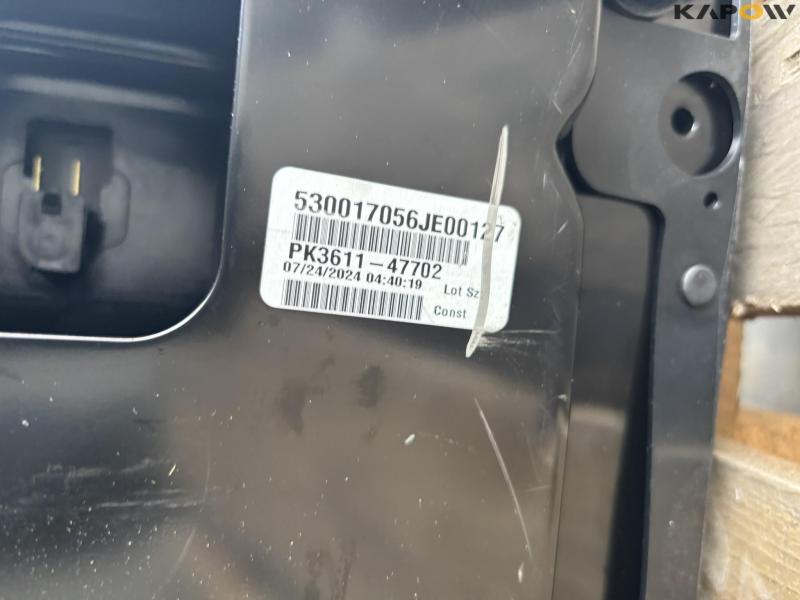 KAPOW
530017056JE00127
PK3611-47702
07/24/2024 04:40:19
Lot Sz
Const